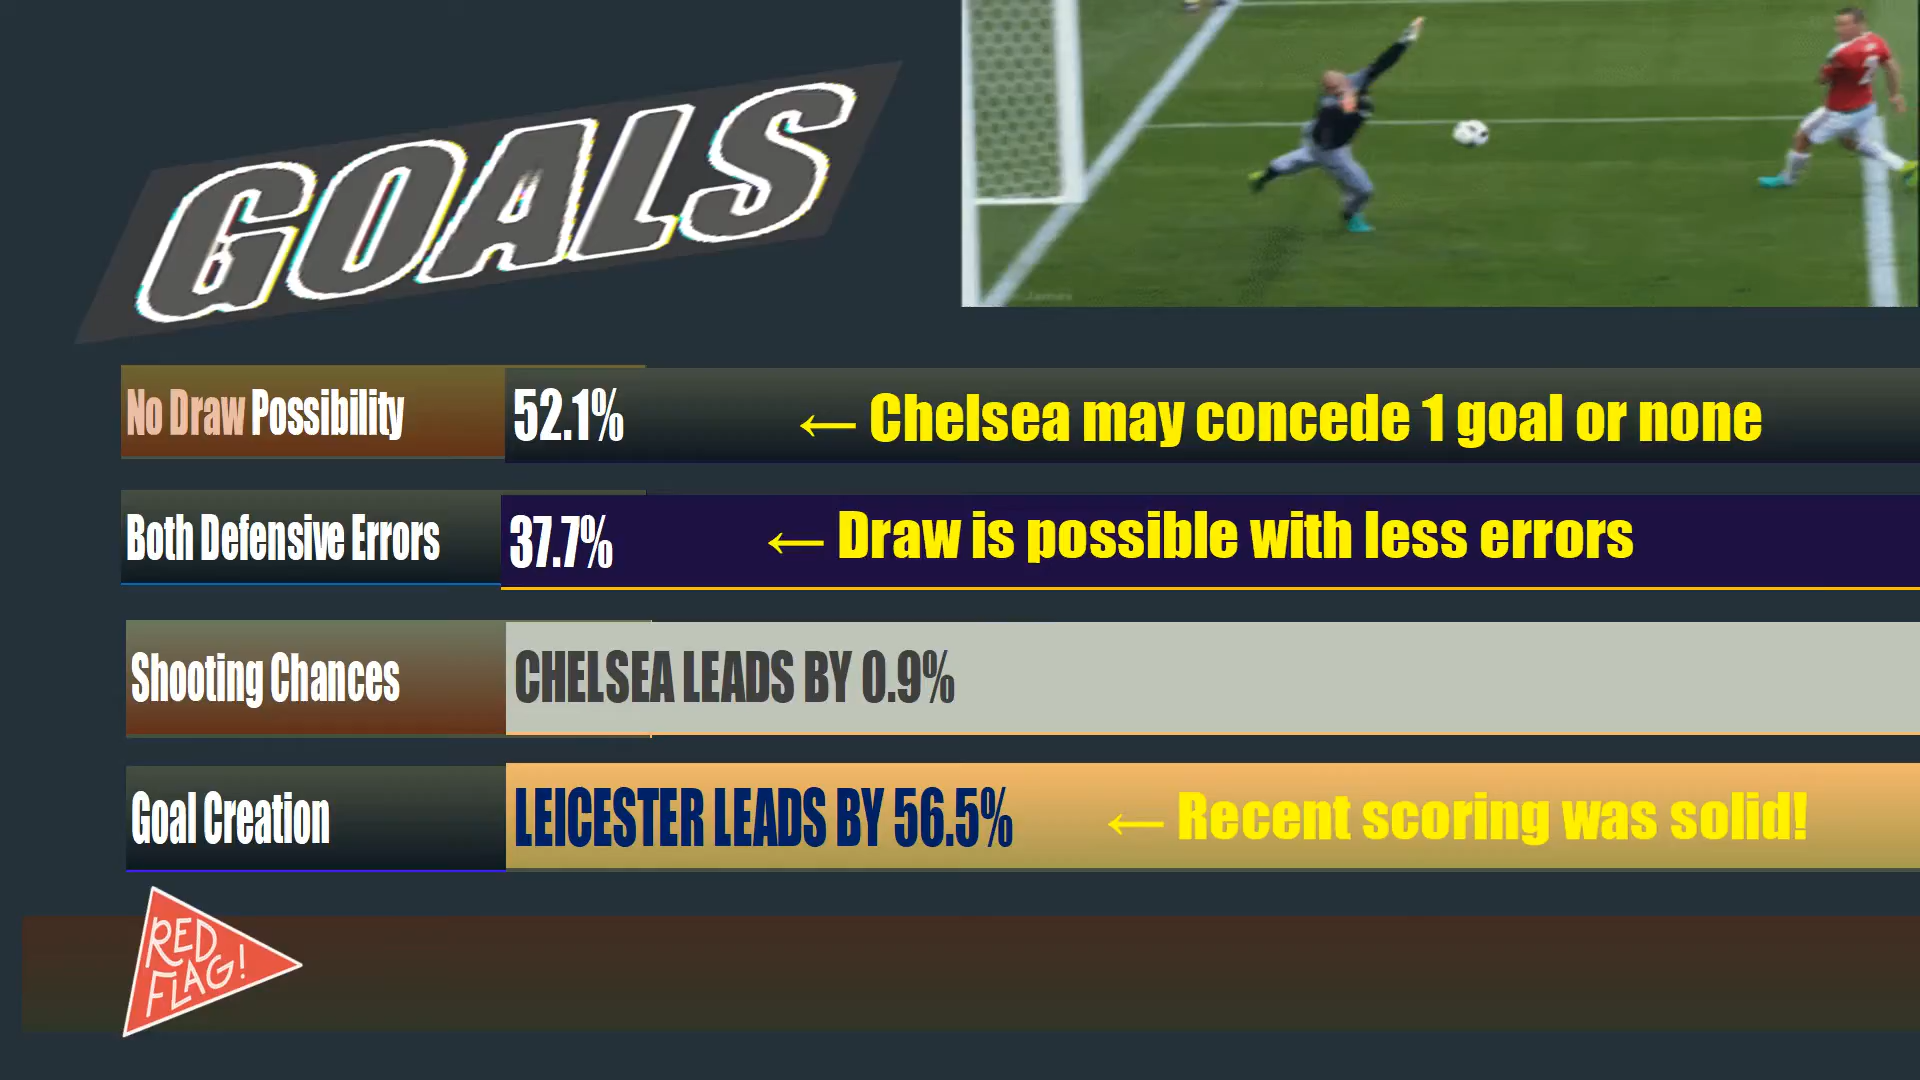 GOALS
No Draw Possibility 52.1% ← Chelsea may concede 1 goal or none
Both Defensive Errors 37.7% ← Draw is possible with less errors
Shooting Chances CHELSEA LEADS BY 0.9%
Goal Creation LEICESTER LEADS BY 56.5% ← Recent scoring was solid!
RED
FLAG!